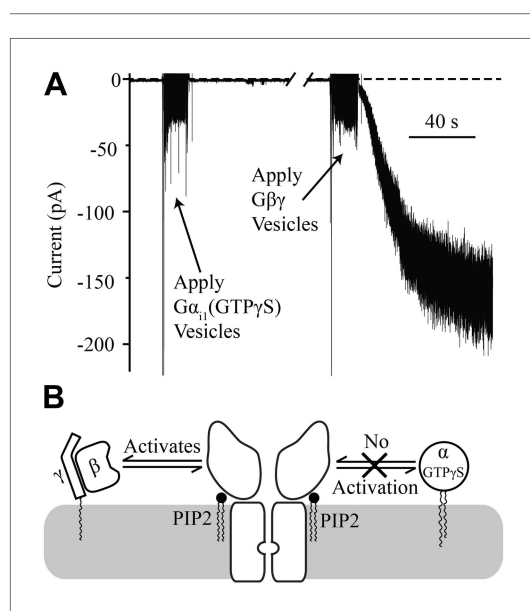 A
0
-50
-100
-150
-200
Current (pA)
40 s
Apply
Gβγ
Vesicles
Apply
Gαi1(GTPγS)
Vesicles
B
γ
β
Activates
No
Activation
α
GTPγS
PIP2
PIP2